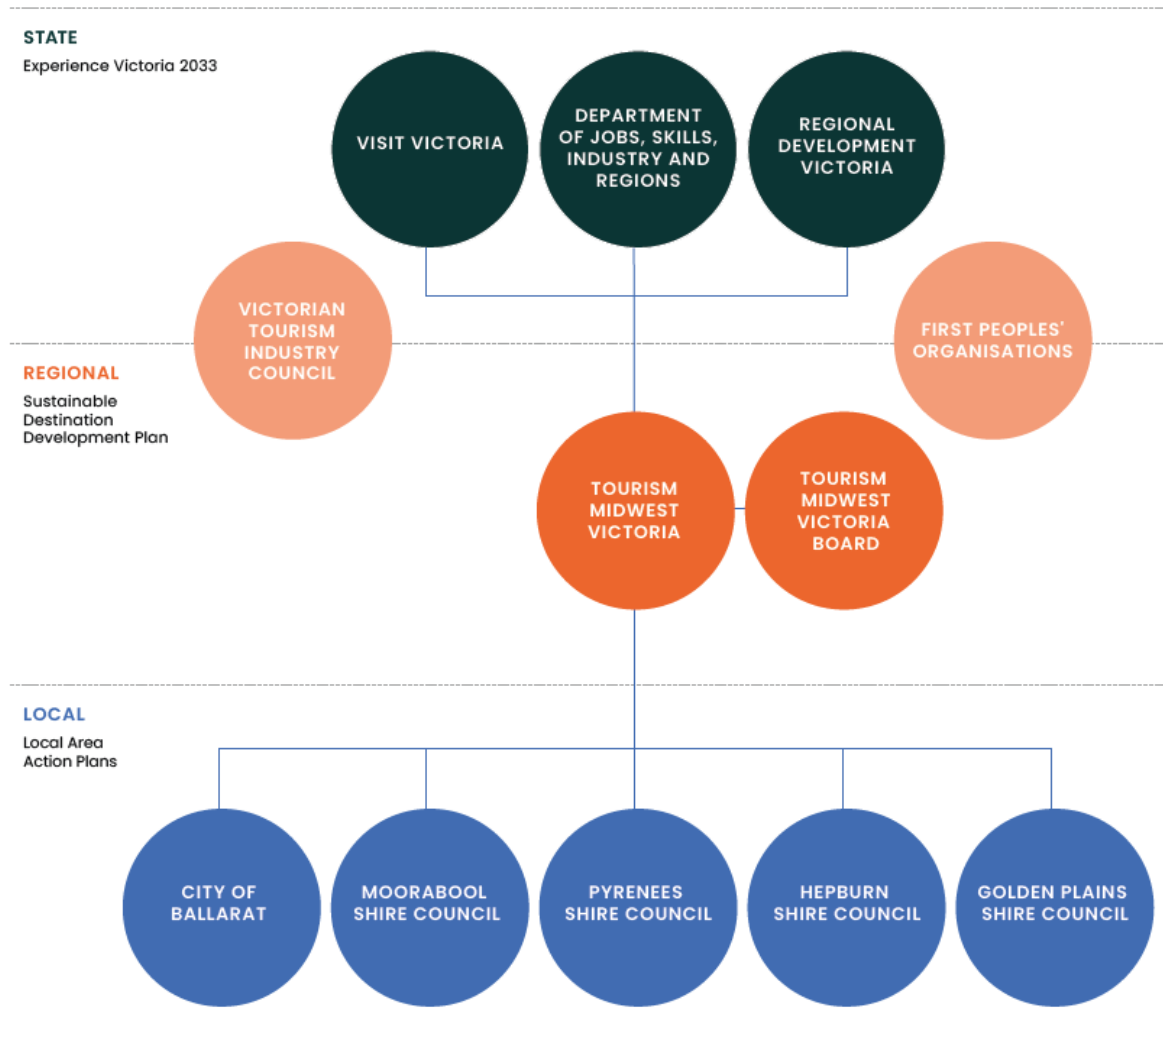 STATE
Experience Victoria 2033
VISIT VICTORIA
DEPARTMENT
OF JOBS, SKILLS,
INDUSTRY AND
REGIONS
REGIONAL
DEVELOPMENT
VICTORIA
VICTORIAN
TOURISM
INDUSTRY
COUNCIL
FIRST PEOPLES'
ORGANISATIONS
REGIONAL
Sustainable
Destination
Development Plan
TOURISM
MIDWEST
VICTORIA
TOURISM
MIDWEST
VICTORIA
BOARD
LOCAL
Local Area
Action Plans
CITY OF
BALLARAT
MOORABOOL
SHIRE COUNCIL
PYRENEES
SHIRE COUNCIL
HEPBURN
SHIRE COUNCIL
GOLDEN PLAINS
SHIRE COUNCIL